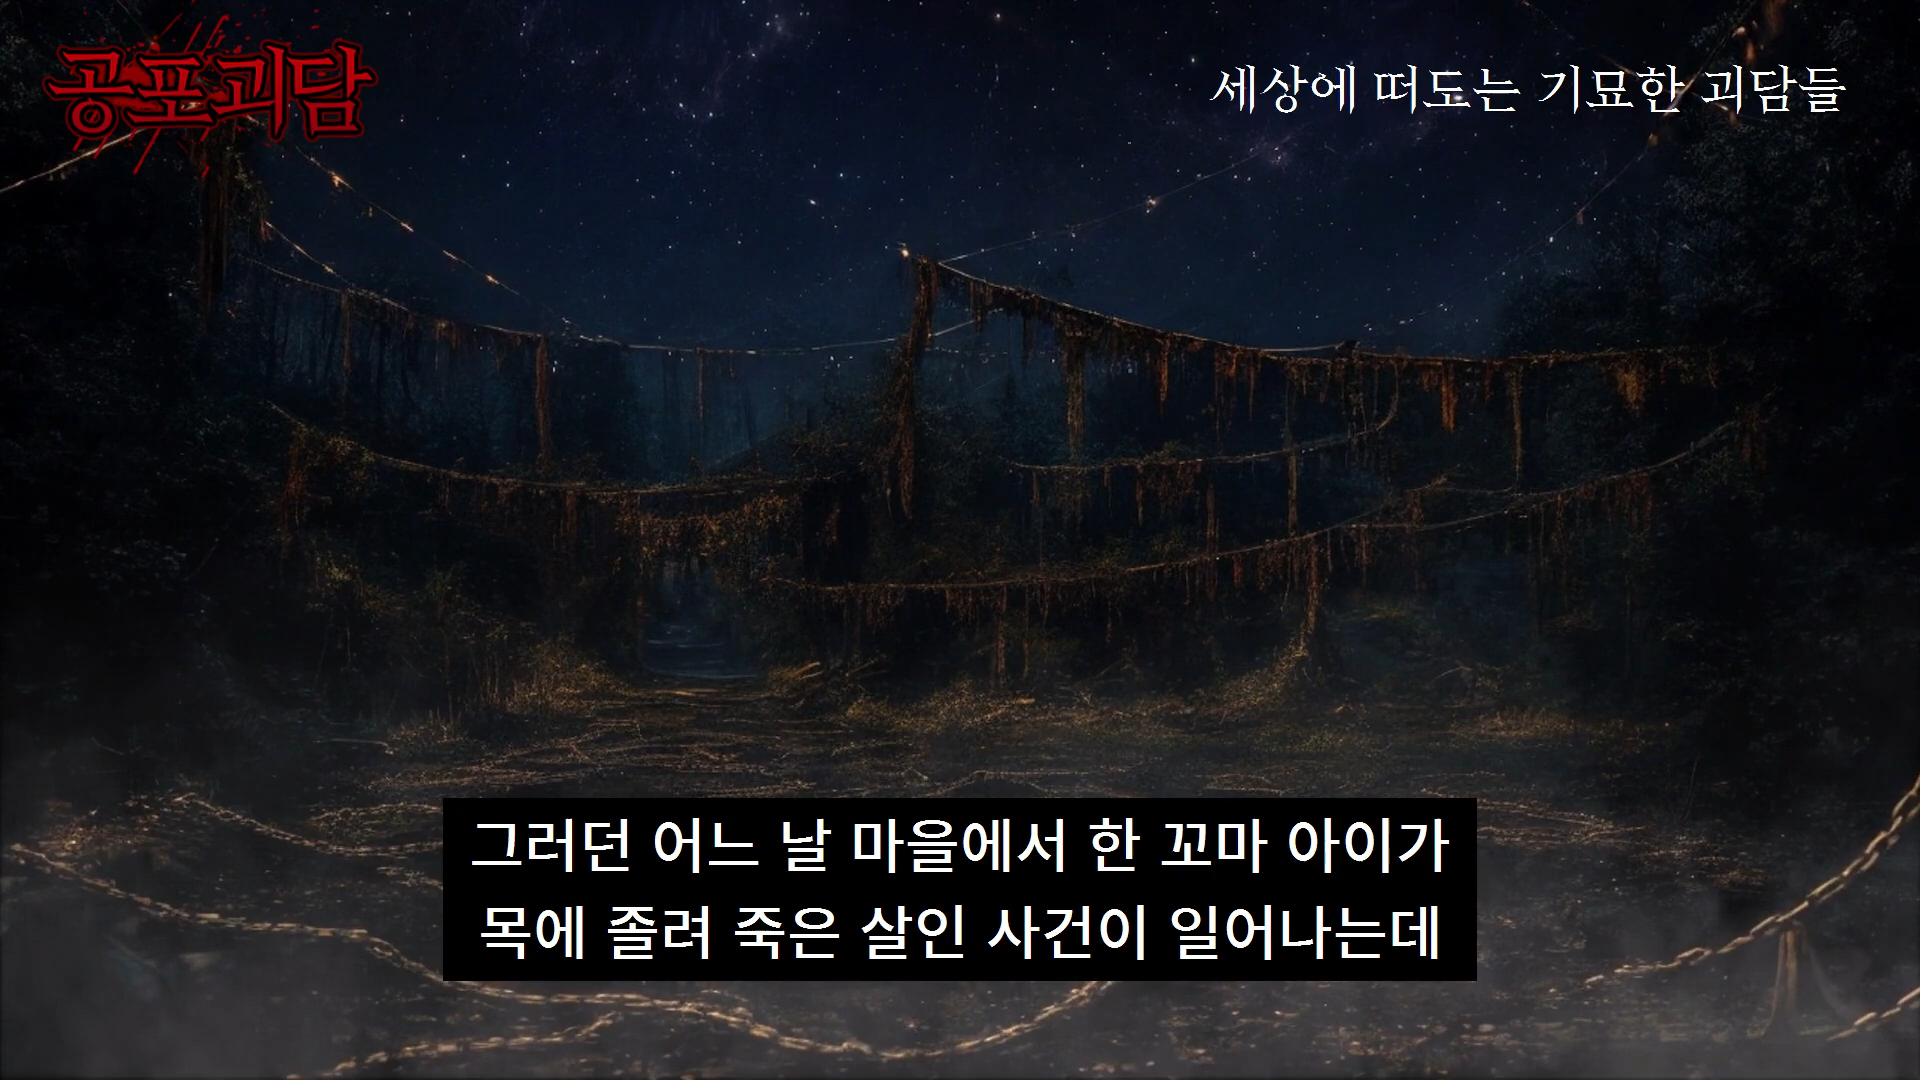 공포괴담
세상에 떠도는 기묘한 괴담들
그러던 어느 날 마을에서 한 꼬마 아이가
목에 졸려 죽은 살인 사건이 일어나는데